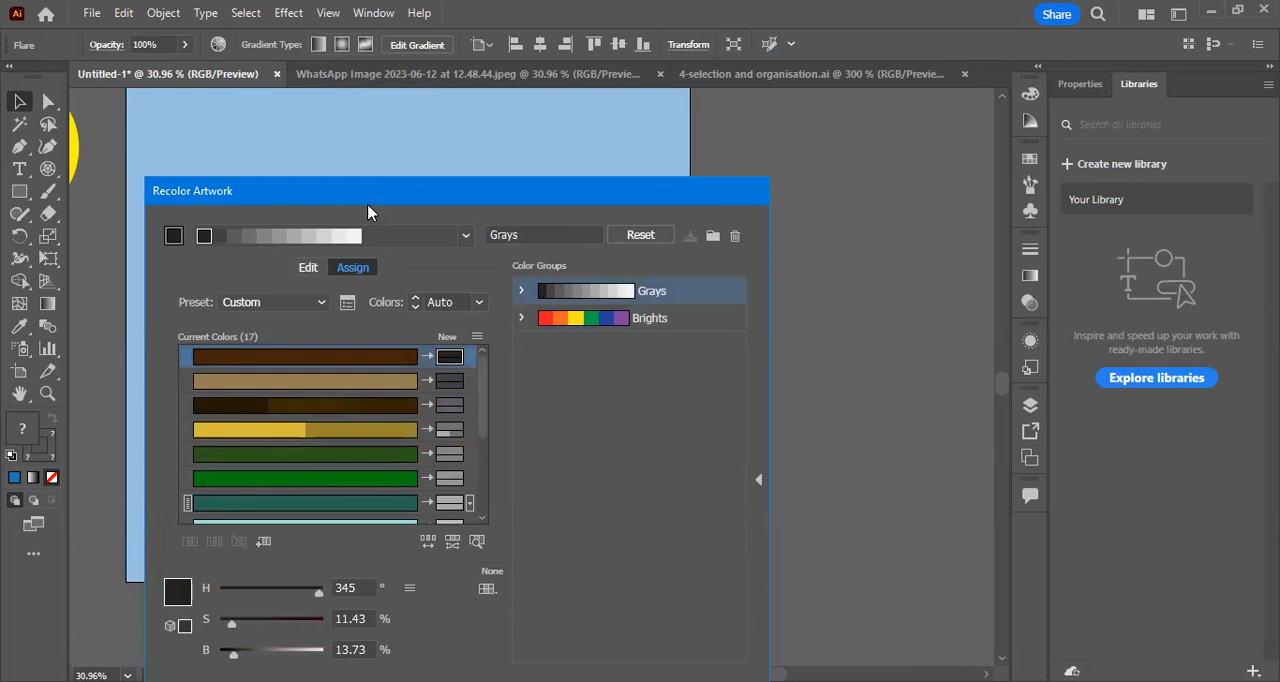 Ai File Edit Object Type Select Effect View Window Help Share
Flare Opacity: 100% Gradient Type: Edit Gradient Transform
Untitled-1* @ 30.96 % (RGB/Preview) × WhatsApp Image 2023-06-12 at 12.48.44.jpeg @ 30.96 % (RGB/Previe... × 4-selection and organisation.ai @ 300 % (RGB/Previe... ×
Properties Libraries
Search all libraries
Create new library
Your Library
Inspire and speed up your work with
ready-made libraries.
Explore libraries
Recolor Artwork
Grays Reset
Edit Assign Color Groups
Preset: Custom Colors: Auto
Grays
Brights
Current Colors (17) New
None
H 345 °
S 11.43 %
B 13.73 %
?
30.96%